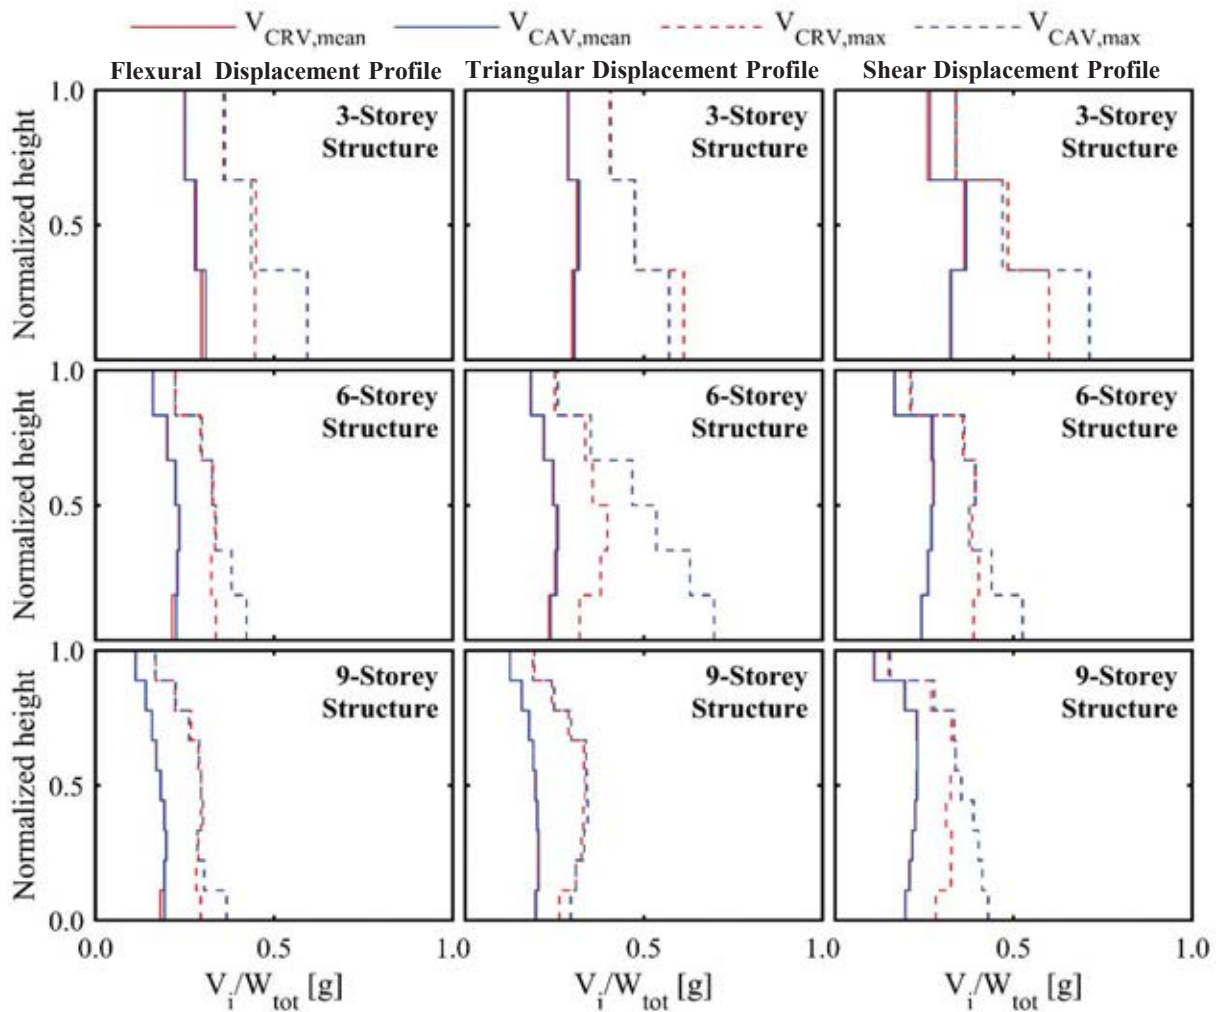 V_CRV,mean V_CAV,mean V_CRV,max V_CAV,max
Flexural Displacement Profile Triangular Displacement Profile Shear Displacement Profile
1.0
3-Storey
Structure
3-Storey
Structure
3-Storey
Structure
0.5
Normalized height
1.0
6-Storey
Structure
6-Storey
Structure
6-Storey
Structure
0.5
Normalized height
1.0
9-Storey
Structure
9-Storey
Structure
9-Storey
Structure
0.5
Normalized height
0.0
0.0 0.5 1.0 0.5 1.0 0.5 1.0
V_i/W_tot [g] V_i/W_tot [g] V_i/W_tot [g]